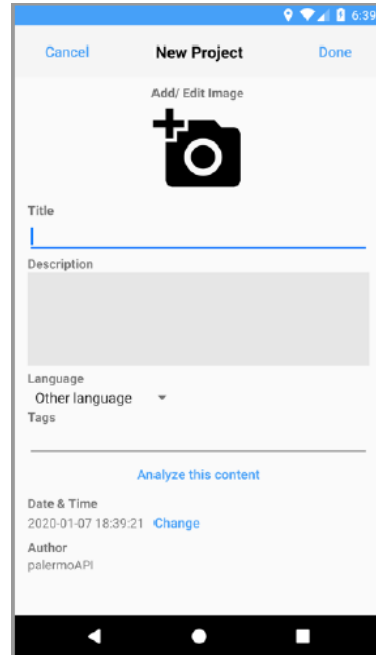 6:39
Cancel New Project Done
Add/ Edit Image
Title
Description
Language
Other language
Tags
Analyze this content
Date & Time
2020-01-07 18:39:21 Change
Author
palermoAPI